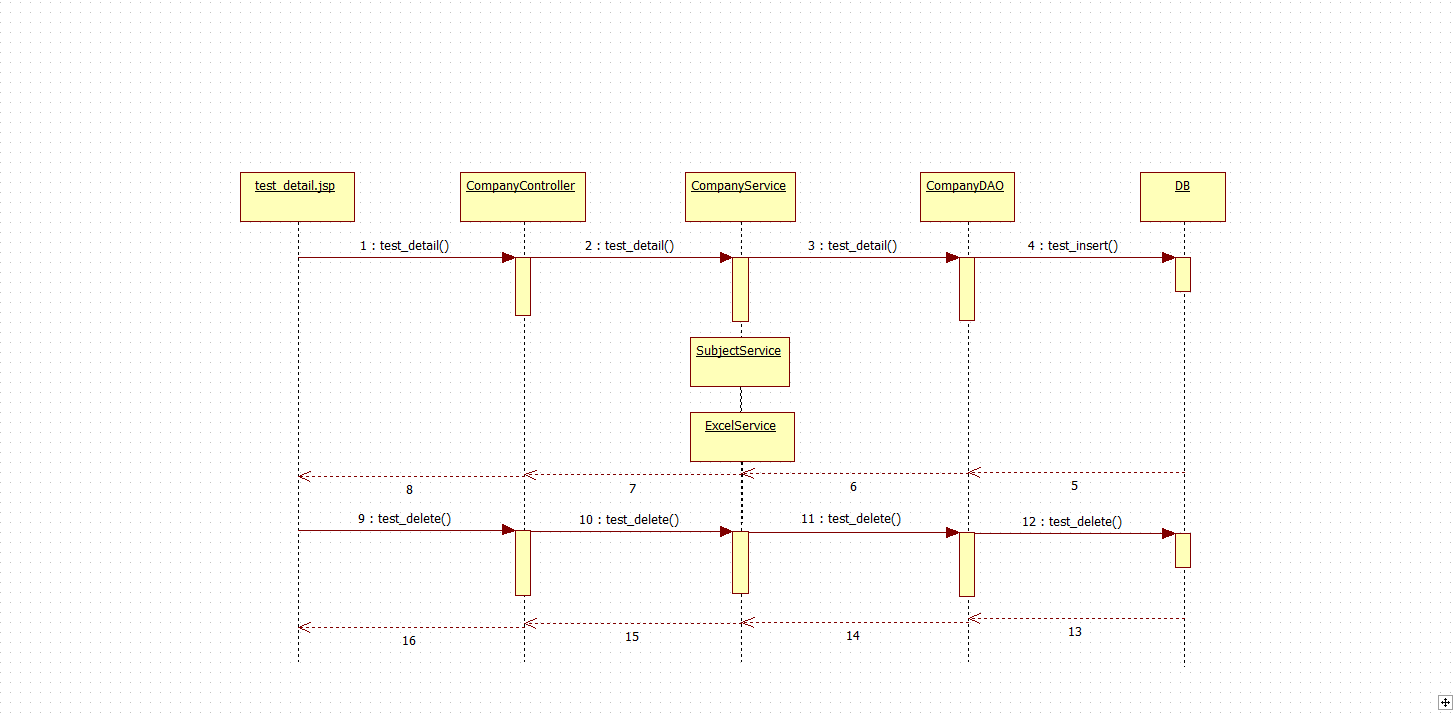 test_detail.jsp
CompanyController
CompanyService
CompanyDAO
DB
1 : test_detail()
2 : test_detail()
3 : test_detail()
4 : test_insert()
SubjectService
ExcelService
8
7
6
5
9 : test_delete()
10 : test_delete()
11 : test_delete()
12 : test_delete()
16
15
14
13